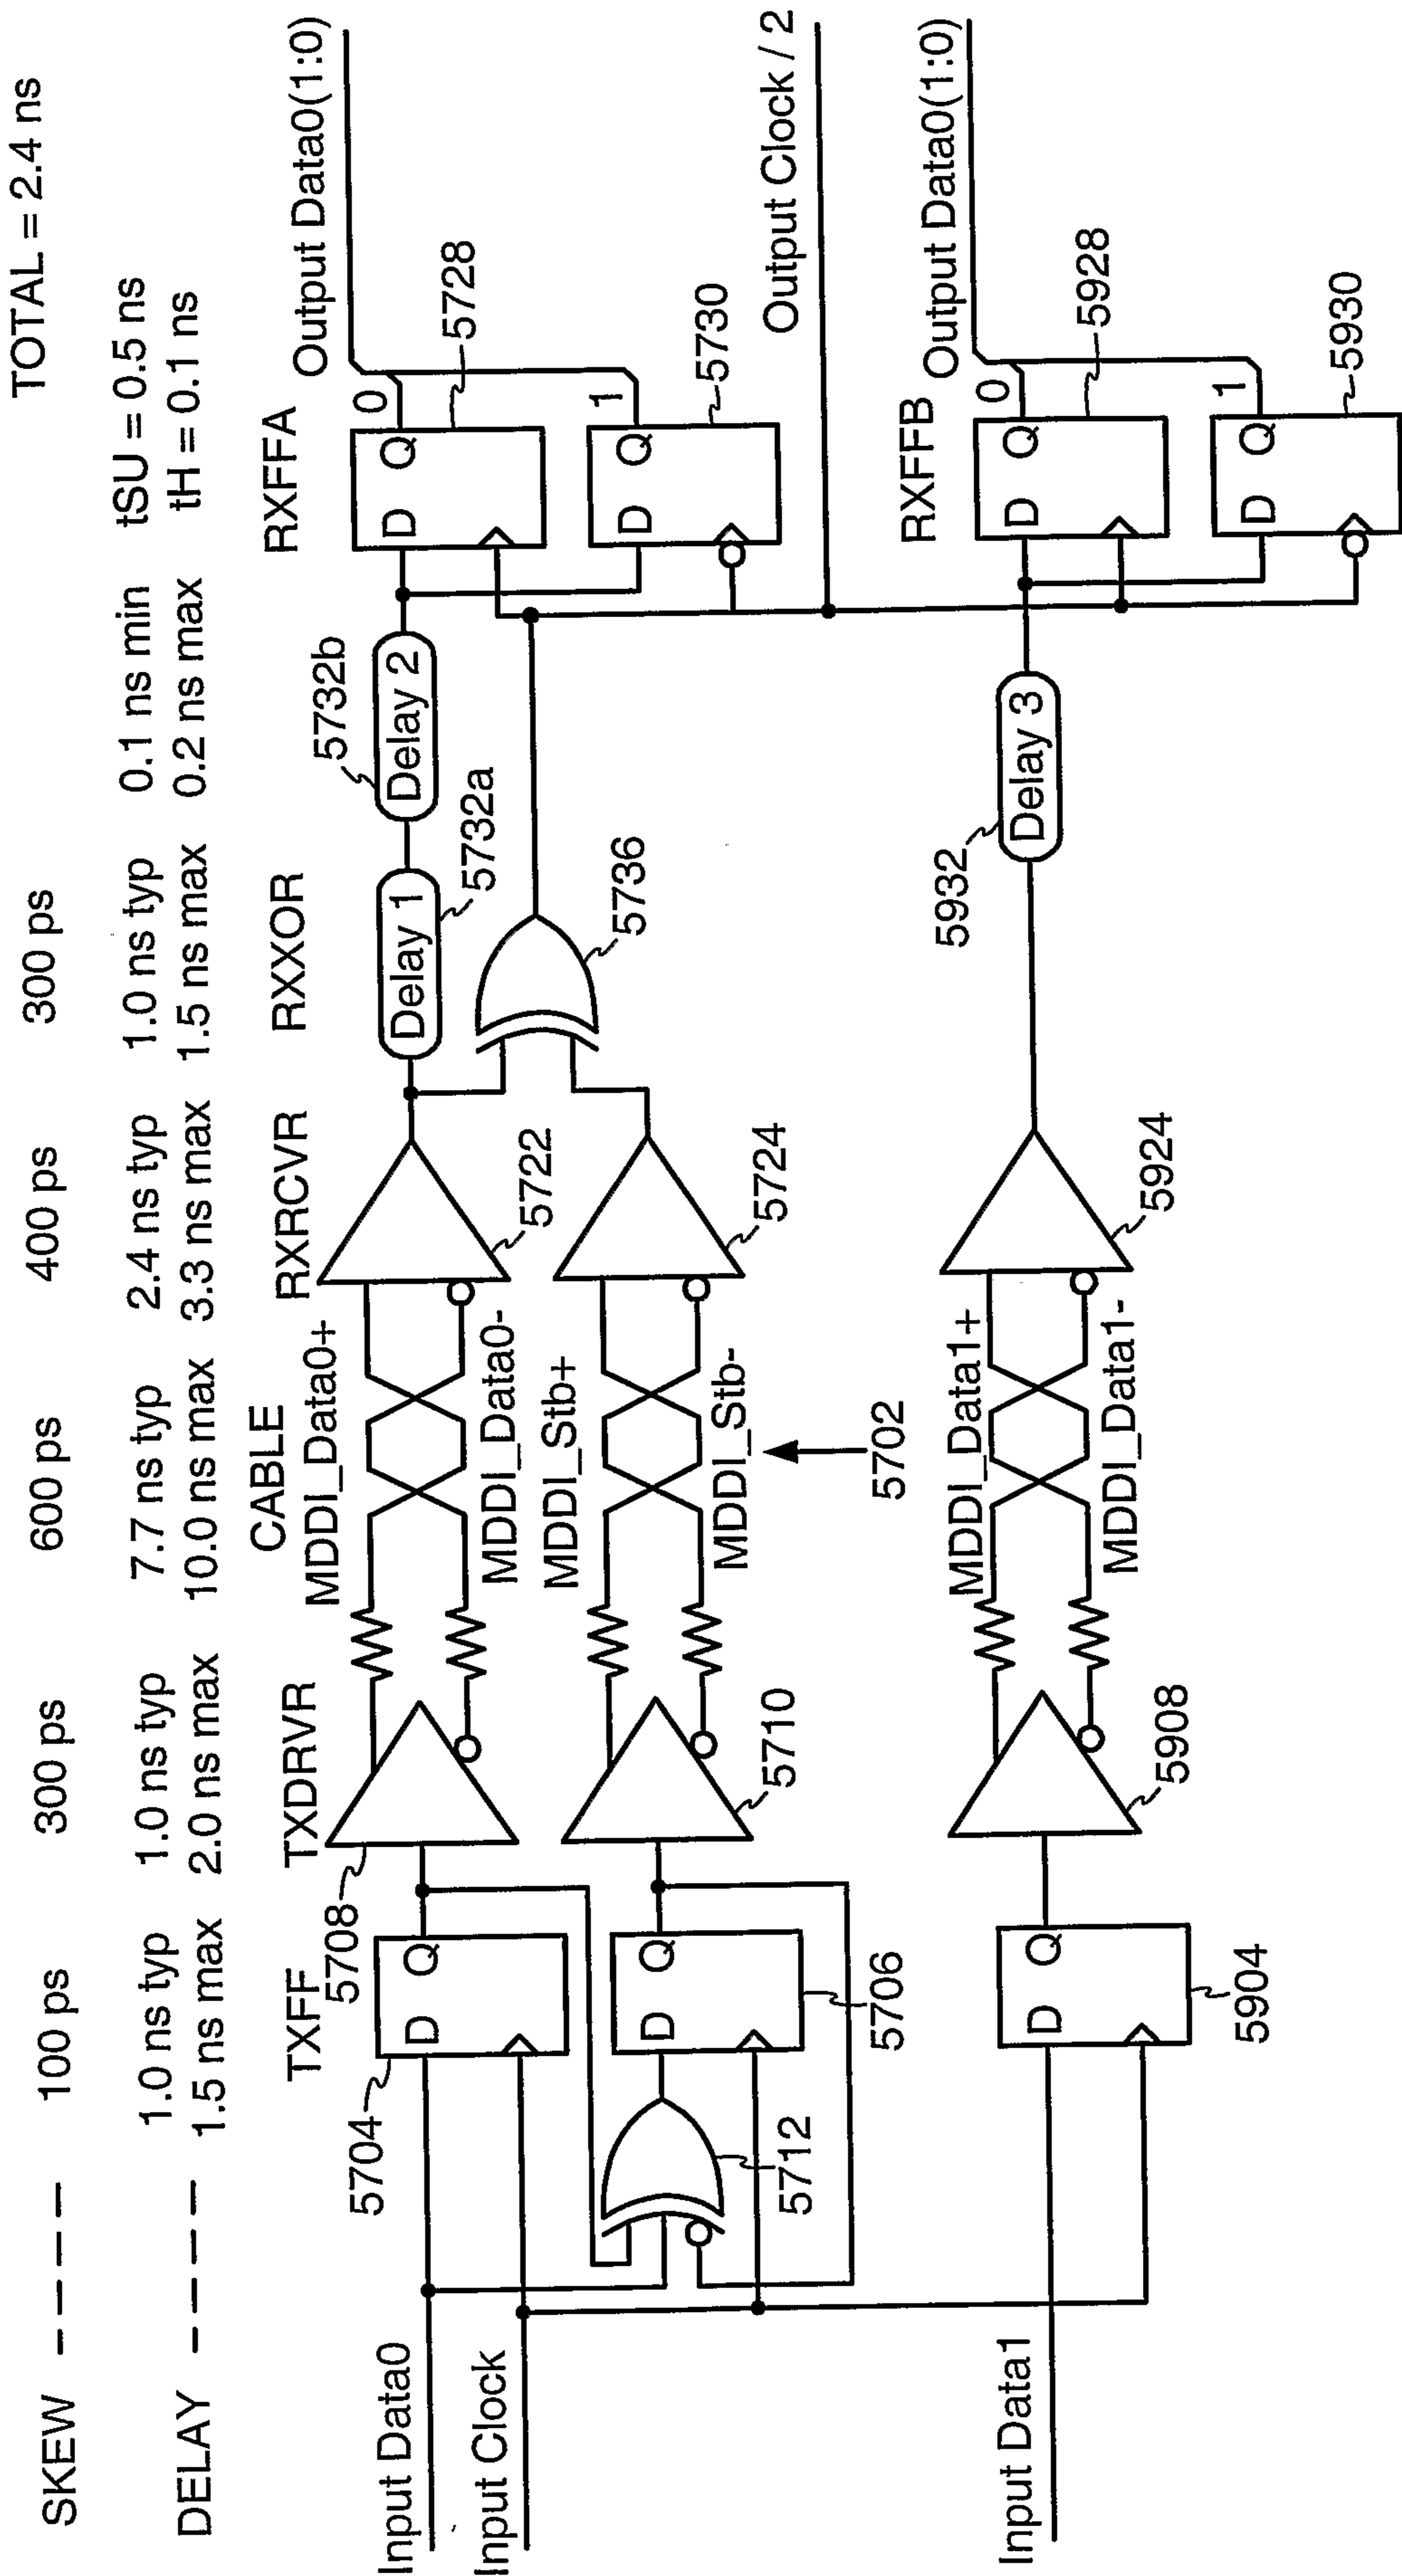 SKEW - - - - - 100 ps 300 ps 600 ps 400 ps 300 ps TOTAL = 2.4 ns
DELAY - - - - - 1.0 ns typ 1.0 ns typ 7.7 ns typ 2.4 ns typ 1.0 ns typ 0.1 ns min tSU = 0.5 ns
1.5 ns max 2.0 ns max 10.0 ns max 3.3 ns max 1.5 ns max 0.2 ns max tH = 0.1 ns
TXFF TXDRVR CABLE RXRCVR RXXOR RXFFA
5704 5708 MDDI_Data0+ 5732b Output Data0(1:0)
Input Data0 D Q Delay 1 Delay 2 D Q 0
5732a 5728
MDDI_Data0- 5722
Input Clock
MDDI_Stb+ 5736
D Q D Q 1
5712 5706 5710 5724 5730
MDDI_Stb-
Output Clock / 2
5702
RXFFB
MDDI_Data1+ 5932 Output Data0(1:0)
Input Data1 D Q Delay 3 D Q 0
5904 5908 5924 5928
MDDI_Data1-
D Q 1
5930